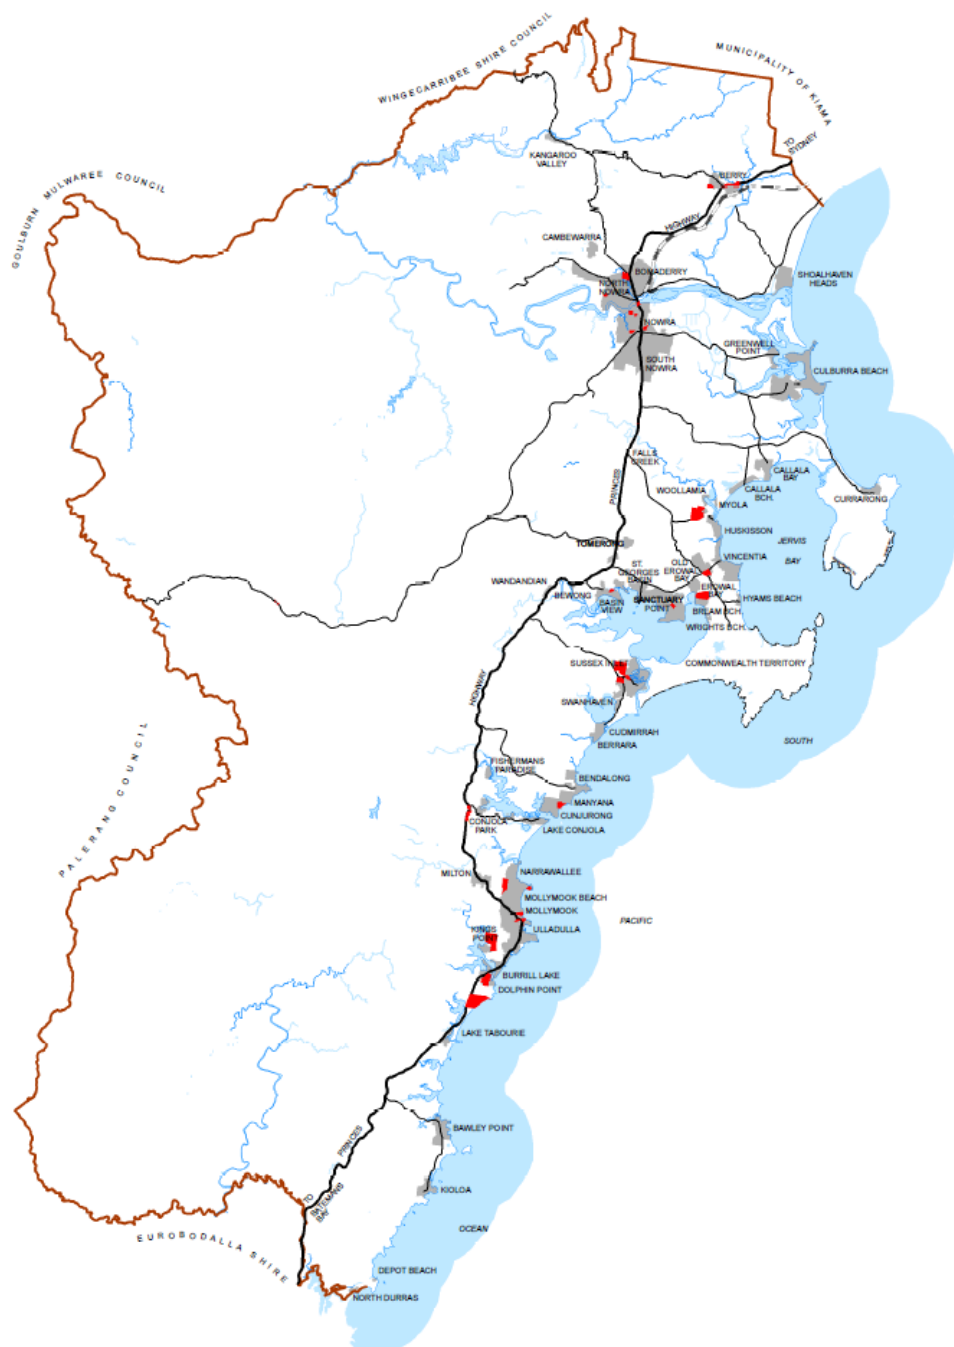 WINGECARRIBEE SHIRE COUNCIL
MUNICIPALITY OF KIAMA
TO
SYDNEY
GOULBURN MULWAREE COUNCIL
KANGAROO
VALLEY
BERRY
HIGHWAY
CAMBEWARRA
BOMADERRY
SHOALHAVEN
HEADS
NORTH
NOWRA
NOWRA
GREENWELL
POINT
SOUTH
NOWRA
CULBURRA BEACH
FALLS
CREEK
PRINCES
CALLALA
BAY
CALLALA
BCH.
WOOLLAMIA
CURRARONG
MYOLA
HUSKISSON
JERVIS
BAY
TOMERONG
VINCENTIA
ST.
GEORGES
BASIN
OLD
EROWAL
BAY
WANDANDIAN
BEWONG
EROWAL
BAY
HYAMS BEACH
BASIN
VIEW
SANCTUARY
POINT
BREAM BCH.
WRIGHTS BCH.
SUSSEX INLET
COMMONWEALTH TERRITORY
HIGHWAY
SWANHAVEN
CUDMIRRAH
BERRARA
SOUTH
PALERANG COUNCIL
FISHERMANS
PARADISE
BENDALONG
MANYANA
CUNJURONG
CONJOLA
PARK
LAKE CONJOLA
MILTON
NARRAWALLEE
MOLLYMOOK BEACH
MOLLYMOOK
PACIFIC
KINGS
POINT
ULLADULLA
BURRILL LAKE
DOLPHIN POINT
LAKE TABOURIE
BAWLEY POINT
PRINCES
KIOLOA
TO
BATEMANS
BAY
OCEAN
EUROBODALLA SHIRE
DEPOT BEACH
NORTH DURRAS